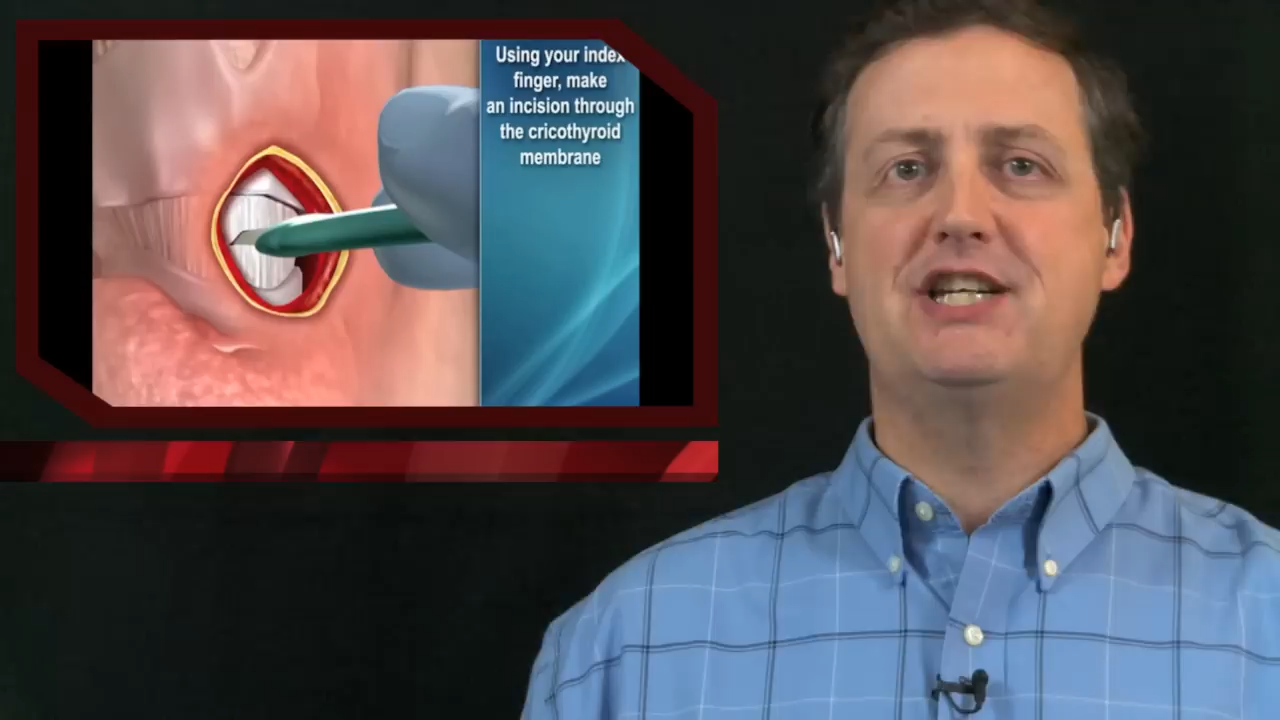 Using your index
finger, make
an incision through
the cricothyroid
membrane